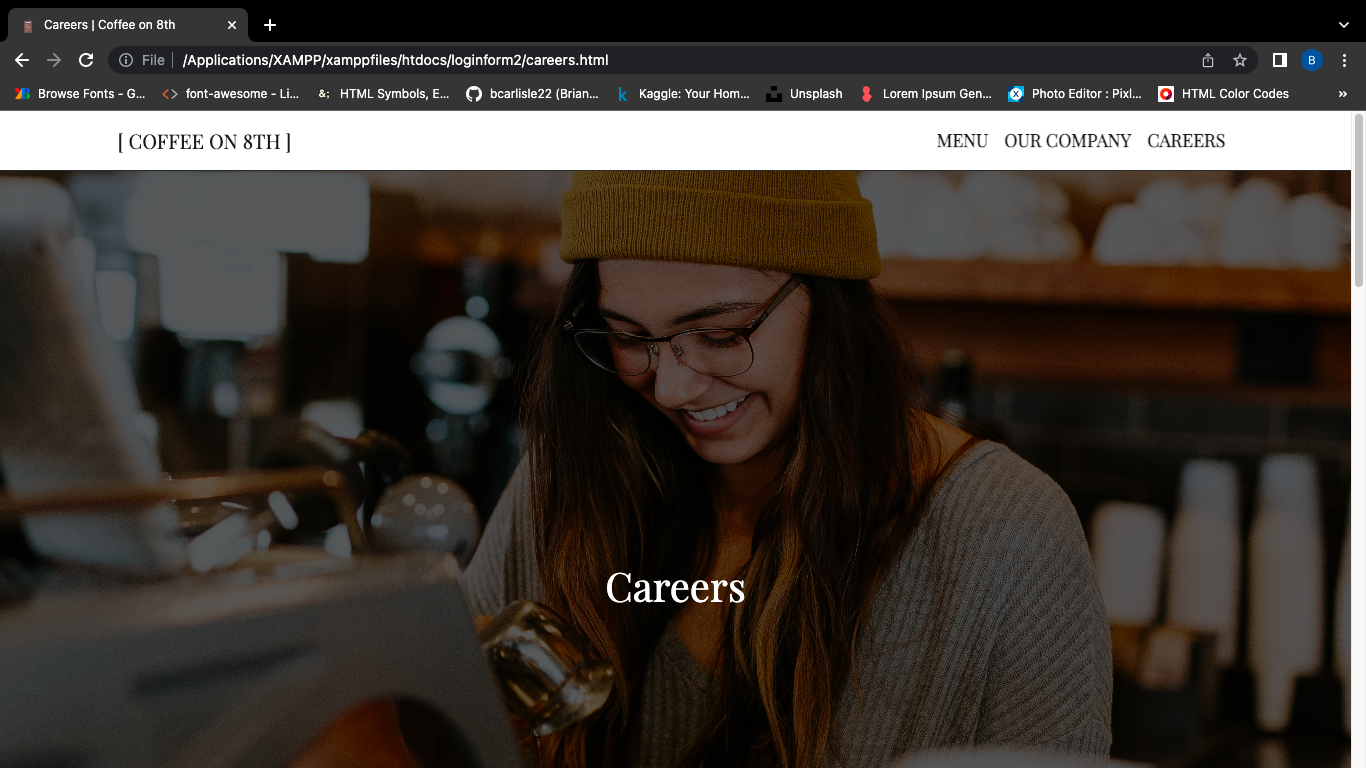 Careers | Coffee on 8th
File | /Applications/XAMPP/xamppfiles/htdocs/loginform2/careers.html
B
Browse Fonts - G... font-awesome - Li... &; HTML Symbols, E... bcarlisle22 (Brian... k Kaggle: Your Hom... Unsplash Lorem Ipsum Gen... X Photo Editor : Pixl... HTML Color Codes »
[ COFFEE ON 8TH ] MENU OUR COMPANY CAREERS
Careers